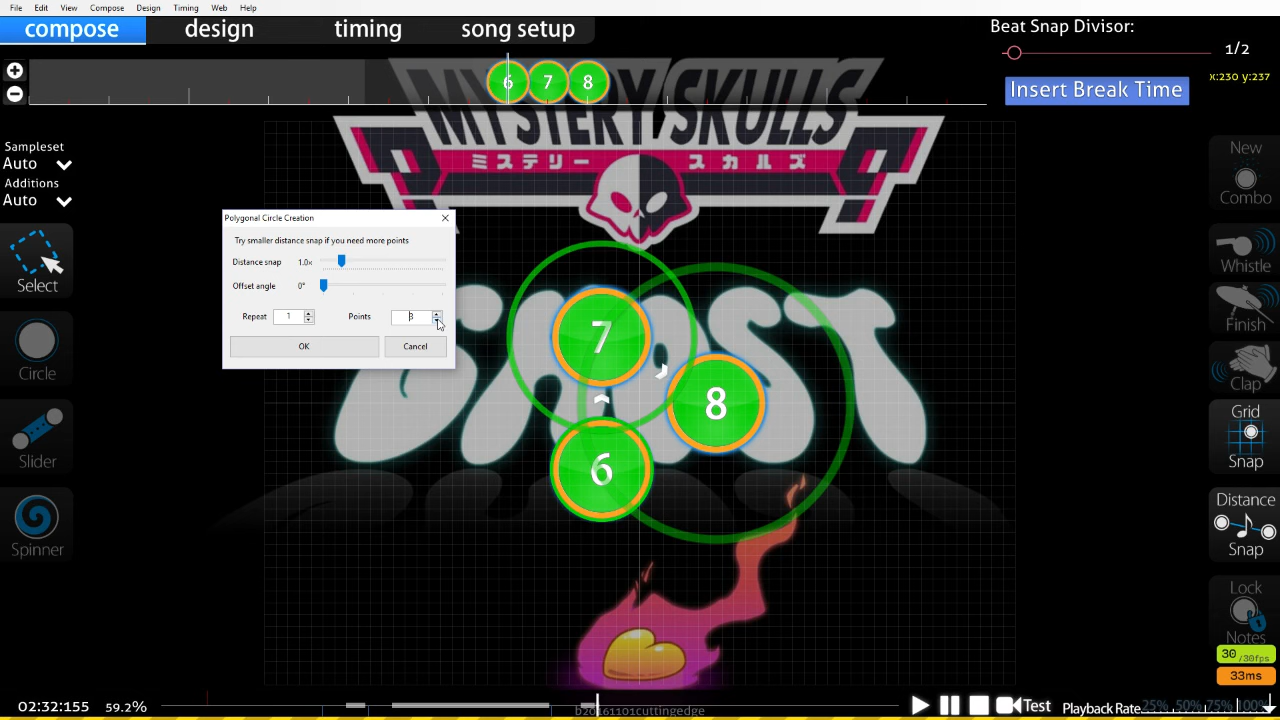 File Edit View Compose Design Timing Web Help
compose design timing song setup
Beat Snap Divisor:
1/2
x:230 y:237
Insert Break Time
6 7 8
MYSTERY SKULLS
ミステリー スカルズ
GHOST
Sampleset
Auto
Additions
Auto
Select
Circle
Slider
Spinner
Polygonal Circle Creation
Try smaller distance snap if you need more points
Distance snap 1.0x
Offset angle 0°
Repeat 1 Points 3
OK Cancel
7
8
6
New
Combo
Whistle
Finish
Clap
Grid
Snap
Distance
Snap
Lock
Notes
30 /30fps
33ms
02:32:155 59.2%
b20161101cuttingedge
Test
Playback Rate
25% 50% 75% 100%